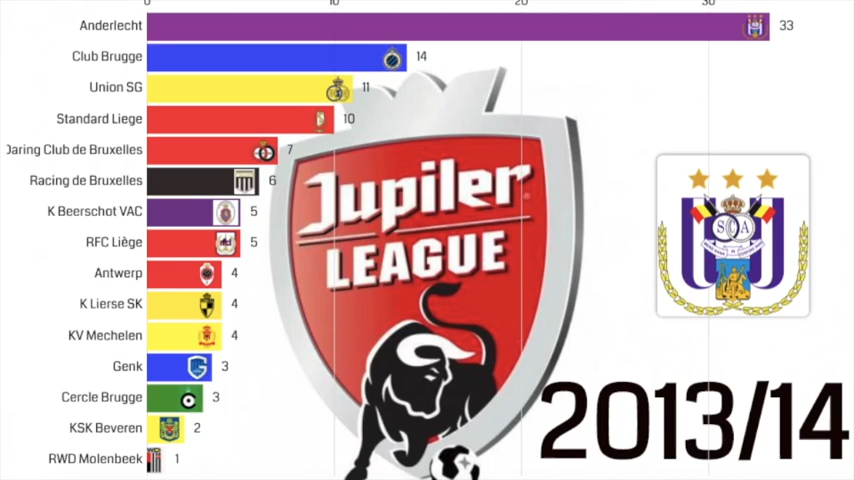 0 10 20 30
Anderlecht 33
Club Brugge 14
Union SG 11
Standard Liege 10
Daring Club de Bruxelles 7
Racing de Bruxelles 6
K Beerschot VAC 5
RFC Liège 5
Antwerp 4
K Lierse SK 4
KV Mechelen 4
Genk 3
Cercle Brugge 3
KSK Beveren 2
RWD Molenbeek 1
Jupiler
LEAGUE
SCA
2013/14